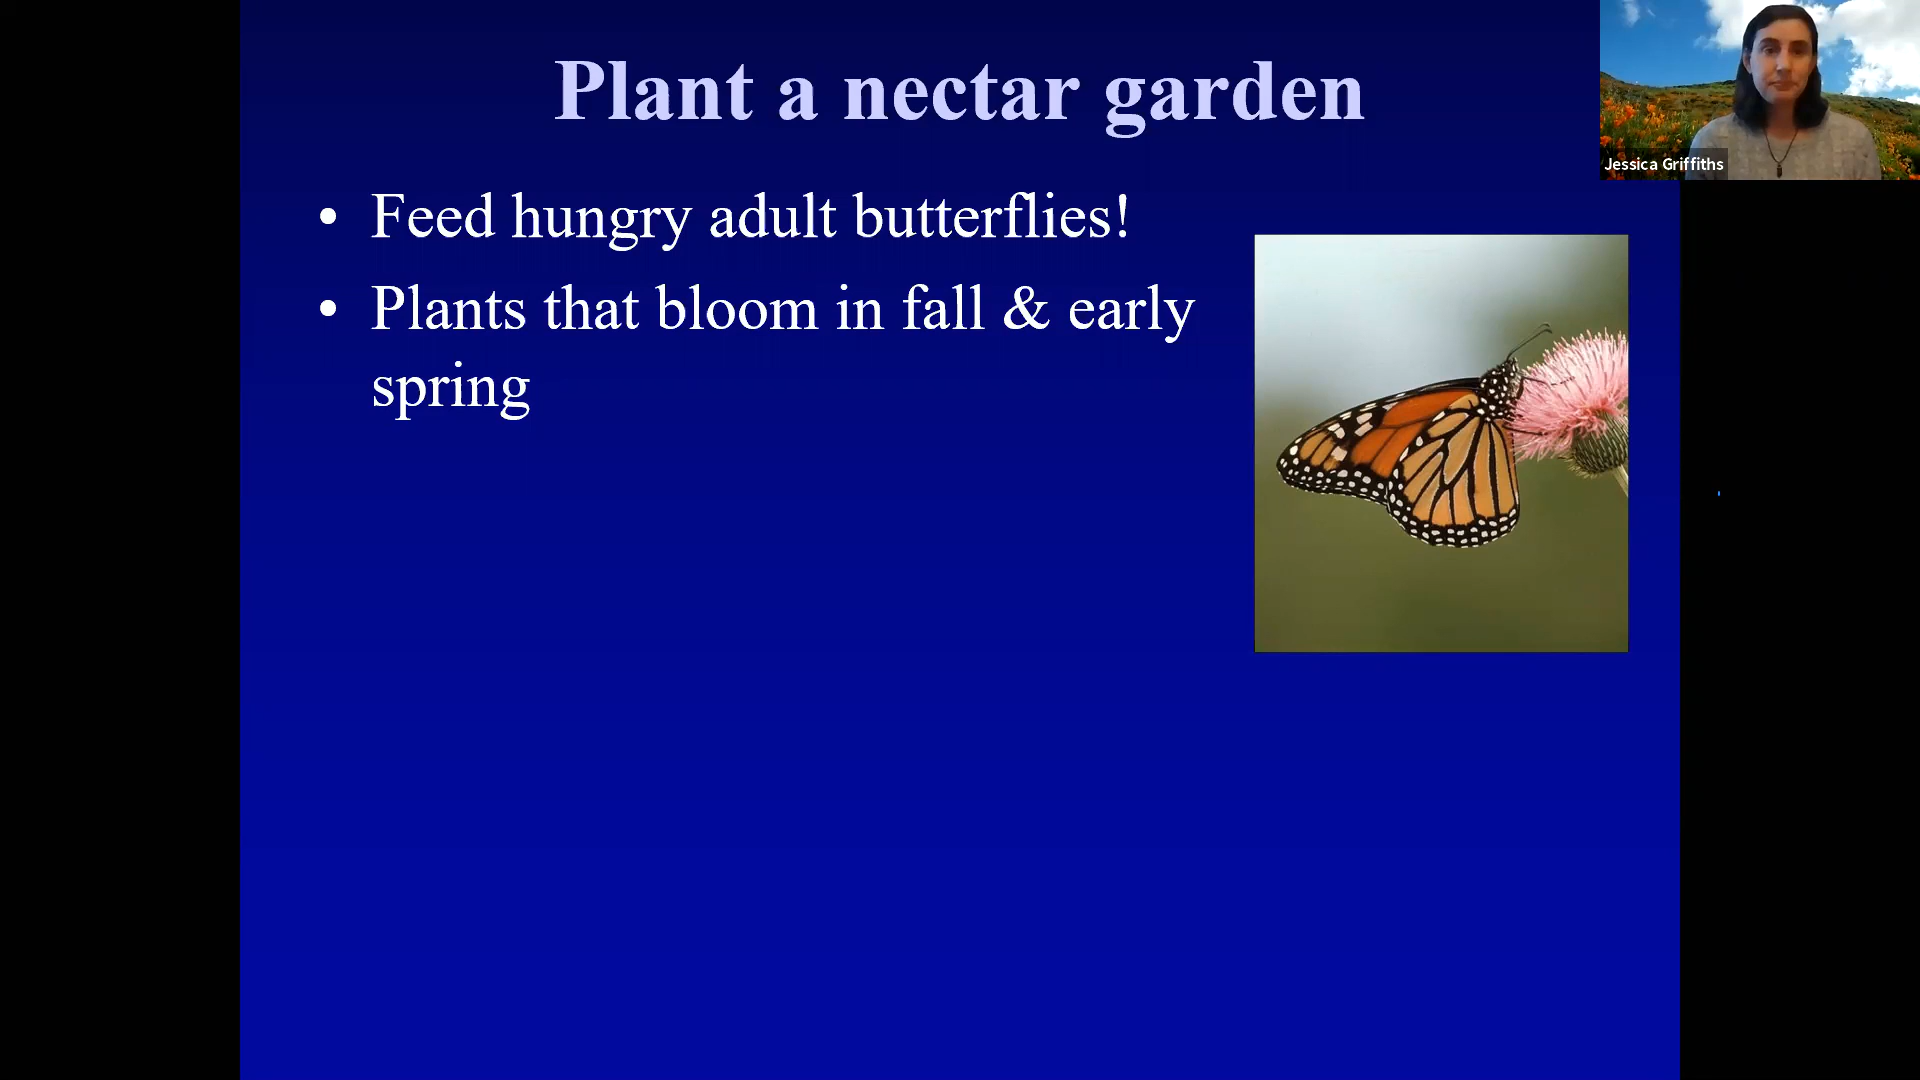 Plant a nectar garden
Jessica Griffiths
• Feed hungry adult butterflies!
• Plants that bloom in fall & early
spring